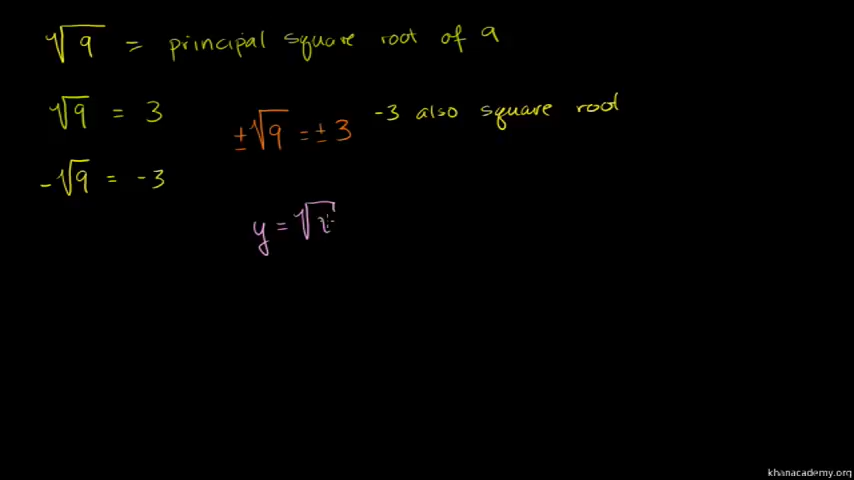 √9 = principal square root of 9
√9 = 3
±√9 = ± 3
-3 also square root
-√9 = -3
y = √x
khanacademy.org